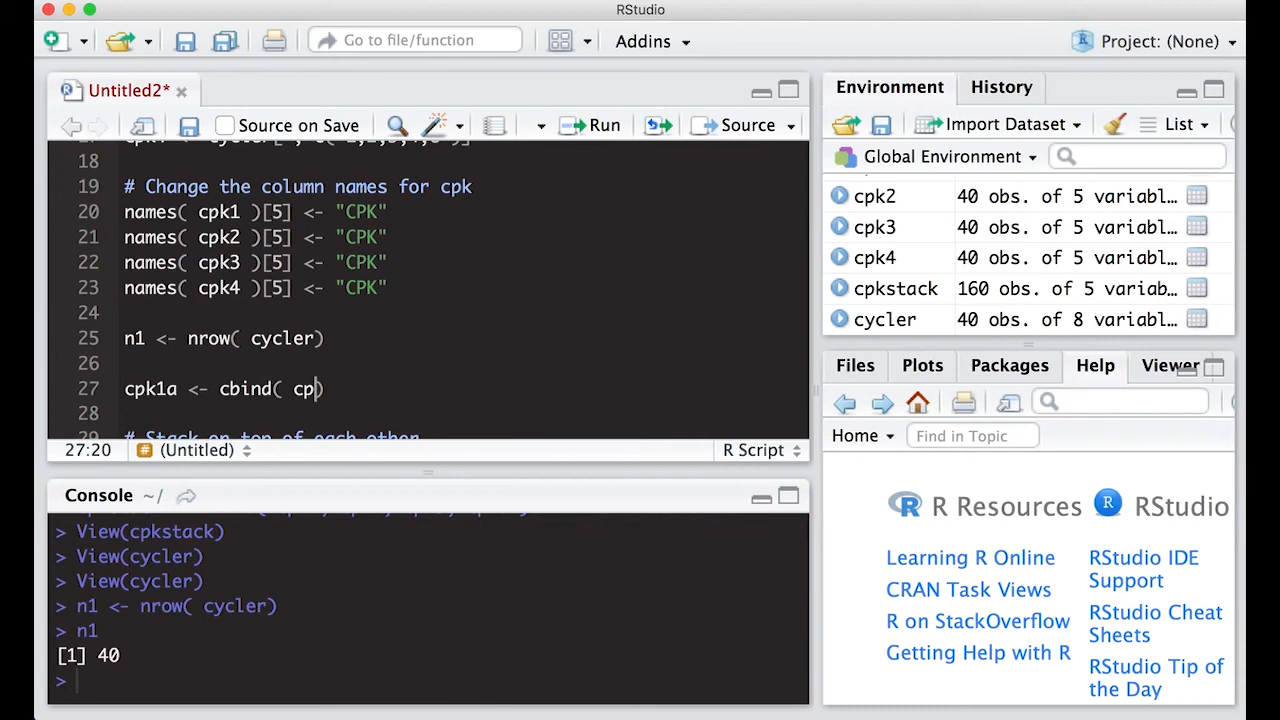 RStudio
Go to file/function
Addins
Project: (None)
Untitled2*
Source on Save
Run
Source
18
19 # Change the column names for cpk
20 names( cpk1 )[5] <- "CPK"
21 names( cpk2 )[5] <- "CPK"
22 names( cpk3 )[5] <- "CPK"
23 names( cpk4 )[5] <- "CPK"
24
25 n1 <- nrow( cycler)
26
27 cpk1a <- cbind( cp)
28
29 # Stack on top of each other
27:20
# (Untitled)
R Script
Console ~/
> View(cpkstack)
> View(cycler)
> View(cycler)
> n1 <- nrow( cycler)
> n1
[1] 40
>
Environment
History
Import Dataset
List
Global Environment
cpk2 40 obs. of 5 variabl…
cpk3 40 obs. of 5 variabl…
cpk4 40 obs. of 5 variabl…
cpkstack 160 obs. of 5 variab…
cycler 40 obs. of 8 variabl…
Files
Plots
Packages
Help
Viewer
Home
Find in Topic
R Resources
Learning R Online
CRAN Task Views
R on StackOverflow
Getting Help with R
RStudio
RStudio IDE
Support
RStudio Cheat
Sheets
RStudio Tip of
the Day